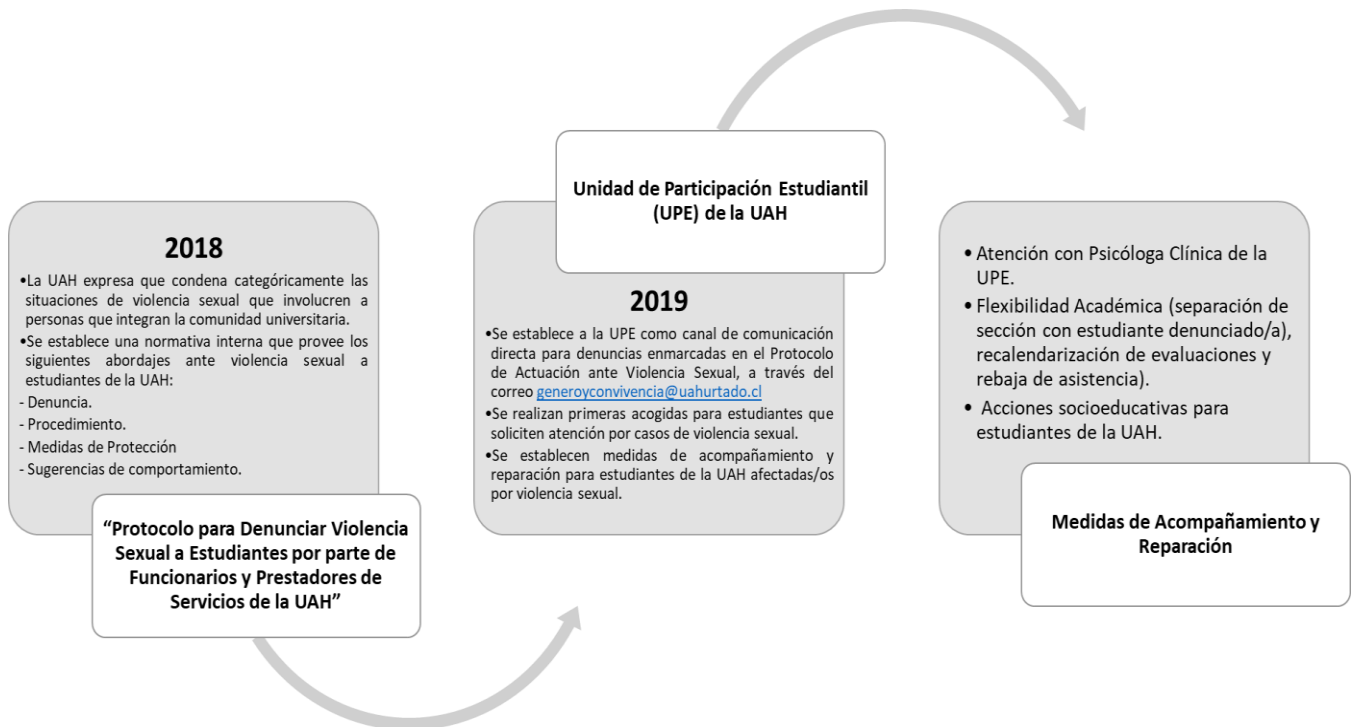 2018
•La UAH expresa que condena categóricamente las
situaciones de violencia sexual que involucren a
personas que integran la comunidad universitaria.
•Se establece una normativa interna que provee los
siguientes abordajes ante violencia sexual a
estudiantes de la UAH:
- Denuncia.
- Procedimiento.
- Medidas de Protección
- Sugerencias de comportamiento.
“Protocolo para Denunciar Violencia
Sexual a Estudiantes por parte de
Funcionarios y Prestadores de
Servicios de la UAH”
Unidad de Participación Estudiantil
(UPE) de la UAH
2019
•Se establece a la UPE como canal de comunicación
directa para denuncias enmarcadas en el Protocolo
de Actuación ante Violencia Sexual, a través del
correo generoyconvivencia@uahurtado.cl
•Se realizan primeras acogidas para estudiantes que
soliciten atención por casos de violencia sexual.
•Se establecen medidas de acompañamiento y
reparación para estudiantes de la UAH afectadas/os
por violencia sexual.
• Atención con Psicóloga Clínica de la
UPE.
• Flexibilidad Académica (separación de
sección con estudiante denunciado/a),
recalendarización de evaluaciones y
rebaja de asistencia).
• Acciones socioeducativas para
estudiantes de la UAH.
Medidas de Acompañamiento y
Reparación